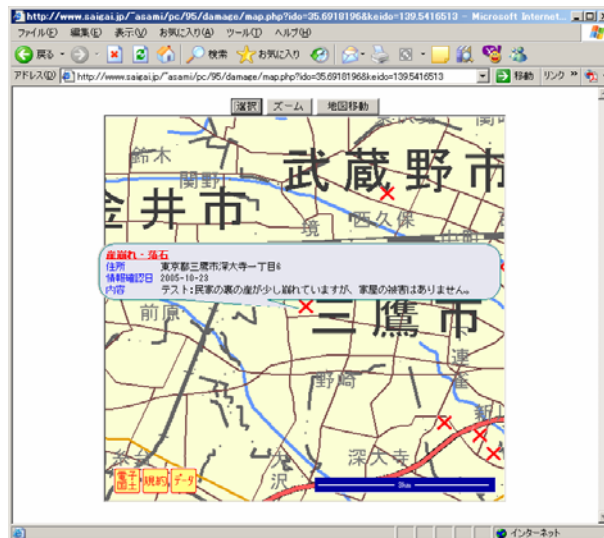 http://www.saigai.jp/~asami/pc/95/damage/map.php?ido=35.6918196&keido=139.5416513 - Microsoft Internet...
ファイル(F) 編集(E) 表示(V) お気に入り(A) ツール(T) ヘルプ(H)
戻る 検索 お気に入り
アドレス(D) http://www.saigai.jp/~asami/pc/95/damage/map.php?ido=35.6918196&keido=139.5416513 移動 リンク »
選択 ズーム 地図移動
鈴木
関野
武蔵野市
金井市
境
西久保
崖崩れ・落石
住所 東京都三鷹市深大寺一丁目6
情報確認日 2005-10-23
内容 テスト:民家の裏の崖が少し崩れていますが、家屋の被害はありません。
前原
三鷹市
下連雀
野崎
新川
深大寺
大沢
電子国土 規約 データ
インターネット